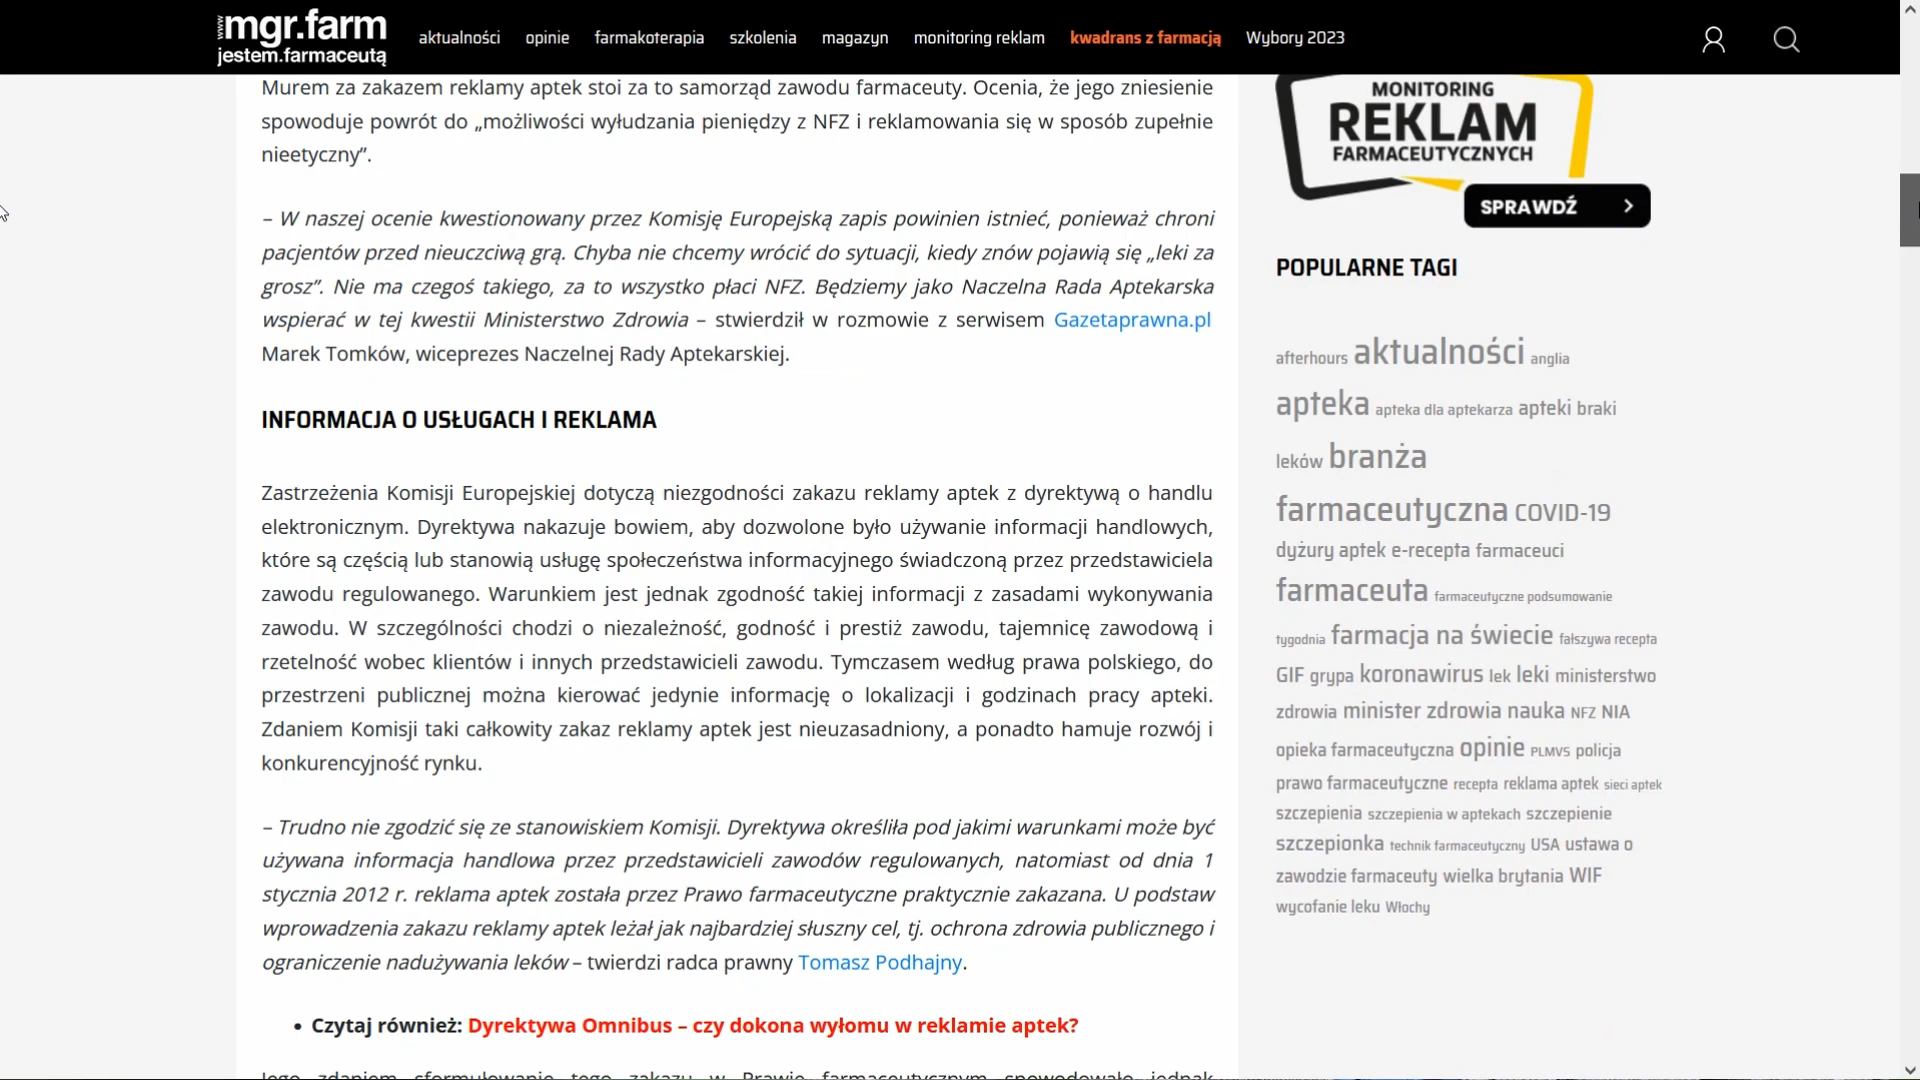 www.mgr.farm
jestem.farmaceutą
aktualności opinie farmakoterapia szkolenia magazyn monitoring reklam kwadrans z farmacją Wybory 2023
Murem za zakazem reklamy aptek stoi za to samorząd zawodu farmaceuty. Ocenia, że jego zniesienie
spowoduje powrót do „możliwości wyłudzania pieniędzy z NFZ i reklamowania się w sposób zupełnie
nieetyczny”.
– W naszej ocenie kwestionowany przez Komisję Europejską zapis powinien istnieć, ponieważ chroni
pacjentów przed nieuczciwą grą. Chyba nie chcemy wrócić do sytuacji, kiedy znów pojawią się „leki za
grosz”. Nie ma czegoś takiego, za to wszystko płaci NFZ. Będziemy jako Naczelna Rada Aptekarska
wspierać w tej kwestii Ministerstwo Zdrowia – stwierdził w rozmowie z serwisem Gazetaprawna.pl
Marek Tomków, wiceprezes Naczelnej Rady Aptekarskiej.
INFORMACJA O USŁUGACH I REKLAMA
Zastrzeżenia Komisji Europejskiej dotyczą niezgodności zakazu reklamy aptek z dyrektywą o handlu
elektronicznym. Dyrektywa nakazuje bowiem, aby dozwolone było używanie informacji handlowych,
które są częścią lub stanowią usługę społeczeństwa informacyjnego świadczoną przez przedstawiciela
zawodu regulowanego. Warunkiem jest jednak zgodność takiej informacji z zasadami wykonywania
zawodu. W szczególności chodzi o niezależność, godność i prestiż zawodu, tajemnicę zawodową i
rzetelność wobec klientów i innych przedstawicieli zawodu. Tymczasem według prawa polskiego, do
przestrzeni publicznej można kierować jedynie informację o lokalizacji i godzinach pracy apteki.
Zdaniem Komisji taki całkowity zakaz reklamy aptek jest nieuzasadniony, a ponadto hamuje rozwój i
konkurencyjność rynku.
– Trudno nie zgodzić się ze stanowiskiem Komisji. Dyrektywa określiła pod jakimi warunkami może być
używana informacja handlowa przez przedstawicieli zawodów regulowanych, natomiast od dnia 1
stycznia 2012 r. reklama aptek została przez Prawo farmaceutyczne praktycznie zakazana. U podstaw
wprowadzenia zakazu reklamy aptek leżał jak najbardziej słuszny cel, tj. ochrona zdrowia publicznego i
ograniczenie nadużywania leków – twierdzi radca prawny Tomasz Podhajny.
• Czytaj również: Dyrektywa Omnibus – czy dokona wyłomu w reklamie aptek?
Jego zdaniem sformułowanie tego zakazu w Prawie farmaceutycznym spowodowało jednak
MONITORING
REKLAM
FARMACEUTYCZNYCH
SPRAWDŹ
POPULARNE TAGI
afterhours aktualności anglia
apteka apteka dla aptekarza apteki braki
leków branża
farmaceutyczna COVID-19
dyżury aptek e-recepta farmaceuci
farmaceuta farmaceutyczne podsumowanie
tygodnia farmacja na świecie fałszywa recepta
GIF grypa koronawirus lek leki ministerstwo
zdrowia minister zdrowia nauka NFZ NIA
opieka farmaceutyczna opinie PLMVS policja
prawo farmaceutyczne recepta reklama aptek sieci aptek
szczepienia szczepienia w aptekach szczepienie
szczepionka technik farmaceutyczny USA ustawa o
zawodzie farmaceuty wielka brytania WIF
wycofanie leku Włochy